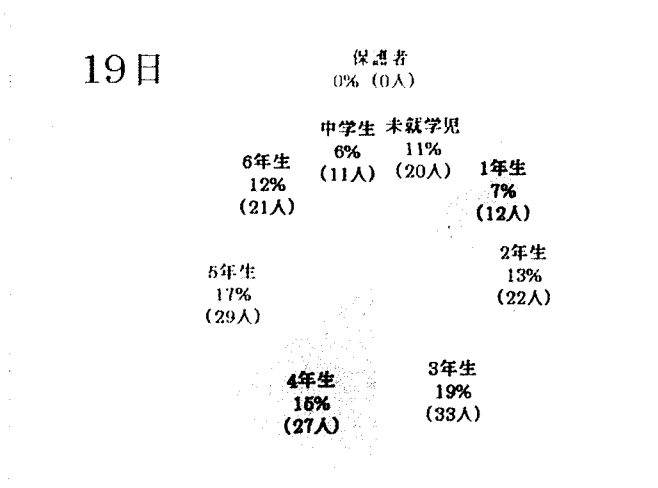 19日
保護者
0% (0人)
未就学児
11%
(20人)
1年生
7%
(12人)
2年生
13%
(22人)
3年生
19%
(33人)
4年生
15%
(27人)
5年生
17%
(29人)
6年生
12%
(21人)
中学生
6%
(11人)